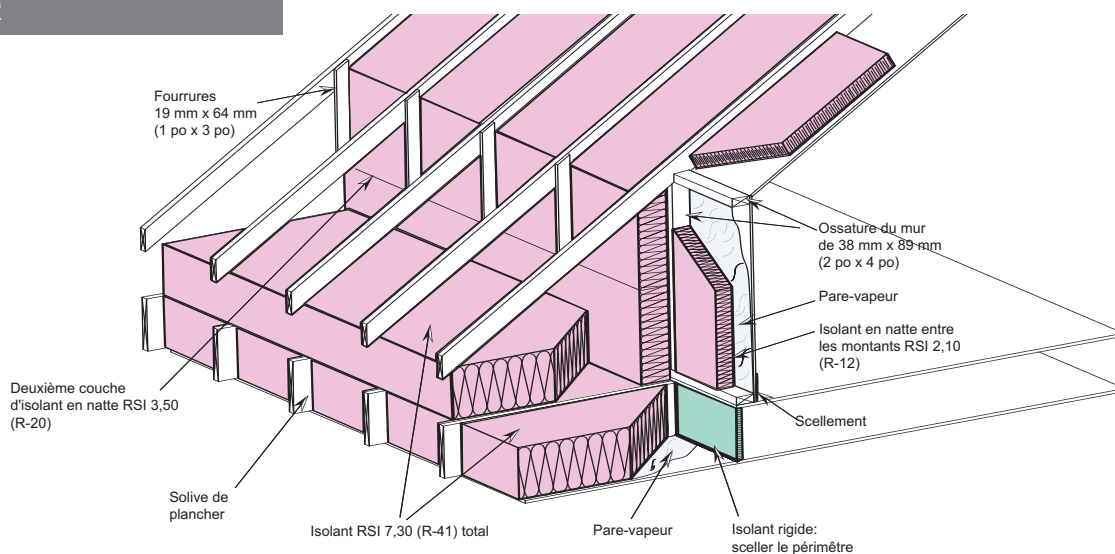 Fourrures
19 mm x 64 mm
(1 po x 3 po)
Ossature du mur
de 38 mm x 89 mm
(2 po x 4 po)
Pare-vapeur
Isolant en natte entre
les montants RSI 2,10
(R-12)
Deuxième couche
d'isolant en natte RSI 3,50
(R-20)
Scellement
Solive de
plancher
Isolant RSI 7,30 (R-41) total
Pare-vapeur
Isolant rigide:
sceller le périmètre